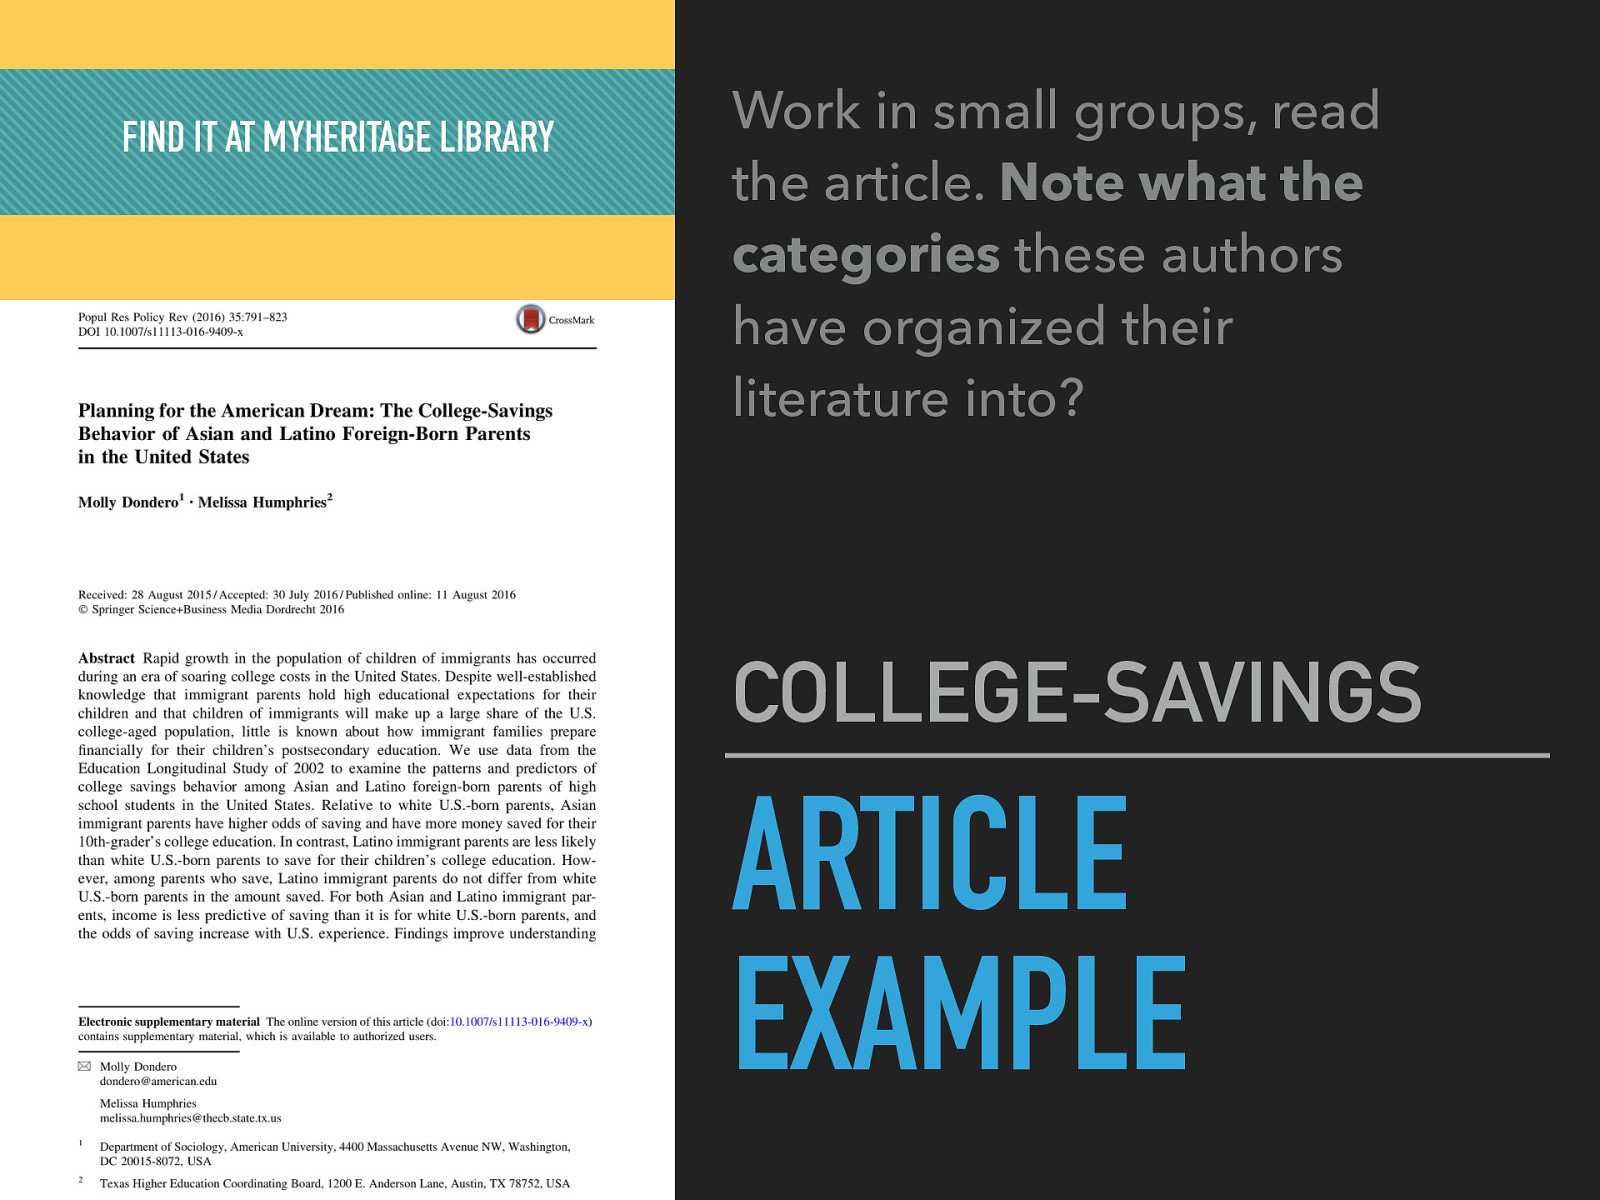 FIND IT AT MYHERITAGE LIBRARY
Popul Res Policy Rev (2016) 35:791–823
DOI 10.1007/s11113-016-9409-x
CrossMark
Planning for the American Dream: The College-Savings
Behavior of Asian and Latino Foreign-Born Parents
in the United States
Molly Dondero1 · Melissa Humphries2
Received: 28 August 2015 / Accepted: 30 July 2016 / Published online: 11 August 2016
© Springer Science+Business Media Dordrecht 2016
Abstract Rapid growth in the population of children of immigrants has occurred
during an era of soaring college costs in the United States. Despite well-established
knowledge that immigrant parents hold high educational expectations for their
children and that children of immigrants will make up a large share of the U.S.
college-aged population, little is known about how immigrant families prepare
financially for their children's postsecondary education. We use data from the
Education Longitudinal Study of 2002 to examine the patterns and predictors of
college savings behavior among Asian and Latino foreign-born parents of high
school students in the United States. Relative to white U.S.-born parents, Asian
immigrant parents have higher odds of saving and have more money saved for their
10th-grader's college education. In contrast, Latino immigrant parents are less likely
than white U.S.-born parents to save for their children's college education. How-
ever, among parents who save, Latino immigrant parents do not differ from white
U.S.-born parents in the amount saved. For both Asian and Latino immigrant par-
ents, income is less predictive of saving than it is for white U.S.-born parents, and
the odds of saving increase with U.S. experience. Findings improve understanding
Electronic supplementary material The online version of this article (doi:10.1007/s11113-016-9409-x)
contains supplementary material, which is available to authorized users.
Molly Dondero
dondero@american.edu
Melissa Humphries
melissa.humphries@thecb.state.tx.us
1 Department of Sociology, American University, 4400 Massachusetts Avenue NW, Washington,
DC 20015-8072, USA
2 Texas Higher Education Coordinating Board, 1200 E. Anderson Lane, Austin, TX 78752, USA
Work in small groups, read
the article. Note what the
categories these authors
have organized their
literature into?
COLLEGE-SAVINGS
ARTICLE
EXAMPLE